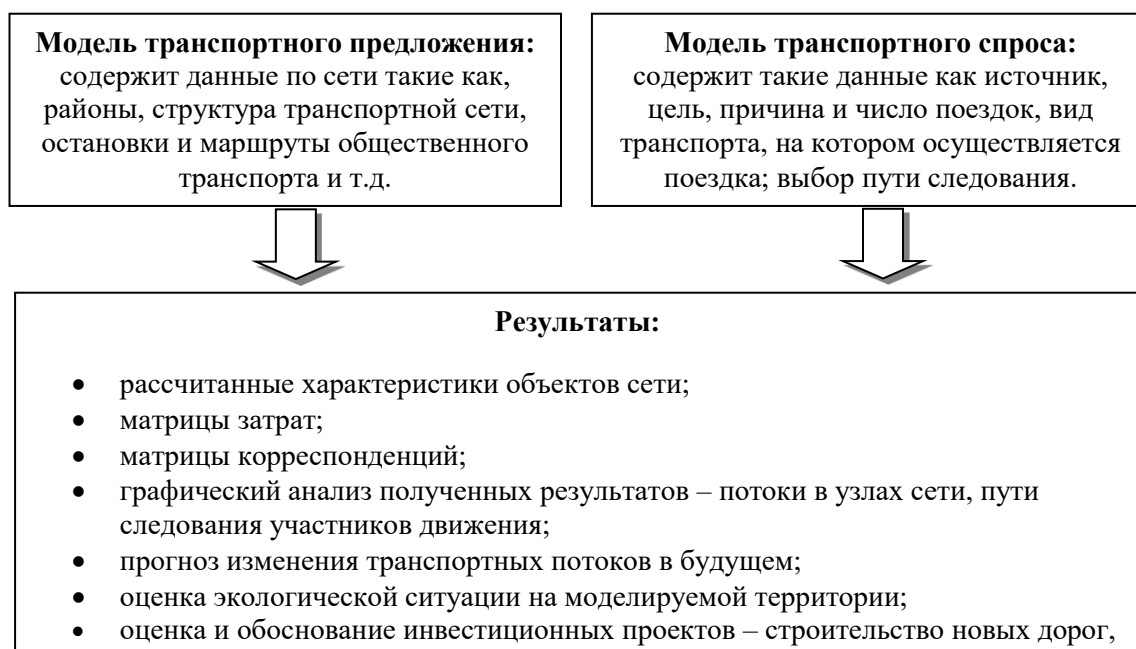 Модель транспортного предложения:
содержит данные по сети такие как,
районы, структура транспортной сети,
остановки и маршруты общественного
транспорта и т.д.
Модель транспортного спроса:
содержит такие данные как источник,
цель, причина и число поездок, вид
транспорта, на котором осуществляется
поездка; выбор пути следования.
Результаты:
• рассчитанные характеристики объектов сети;
• матрицы затрат;
• матрицы корреспонденций;
• графический анализ полученных результатов – потоки в узлах сети, пути
следования участников движения;
• прогноз изменения транспортных потоков в будущем;
• оценка экологической ситуации на моделируемой территории;
• оценка и обоснование инвестиционных проектов – строительство новых дорог,